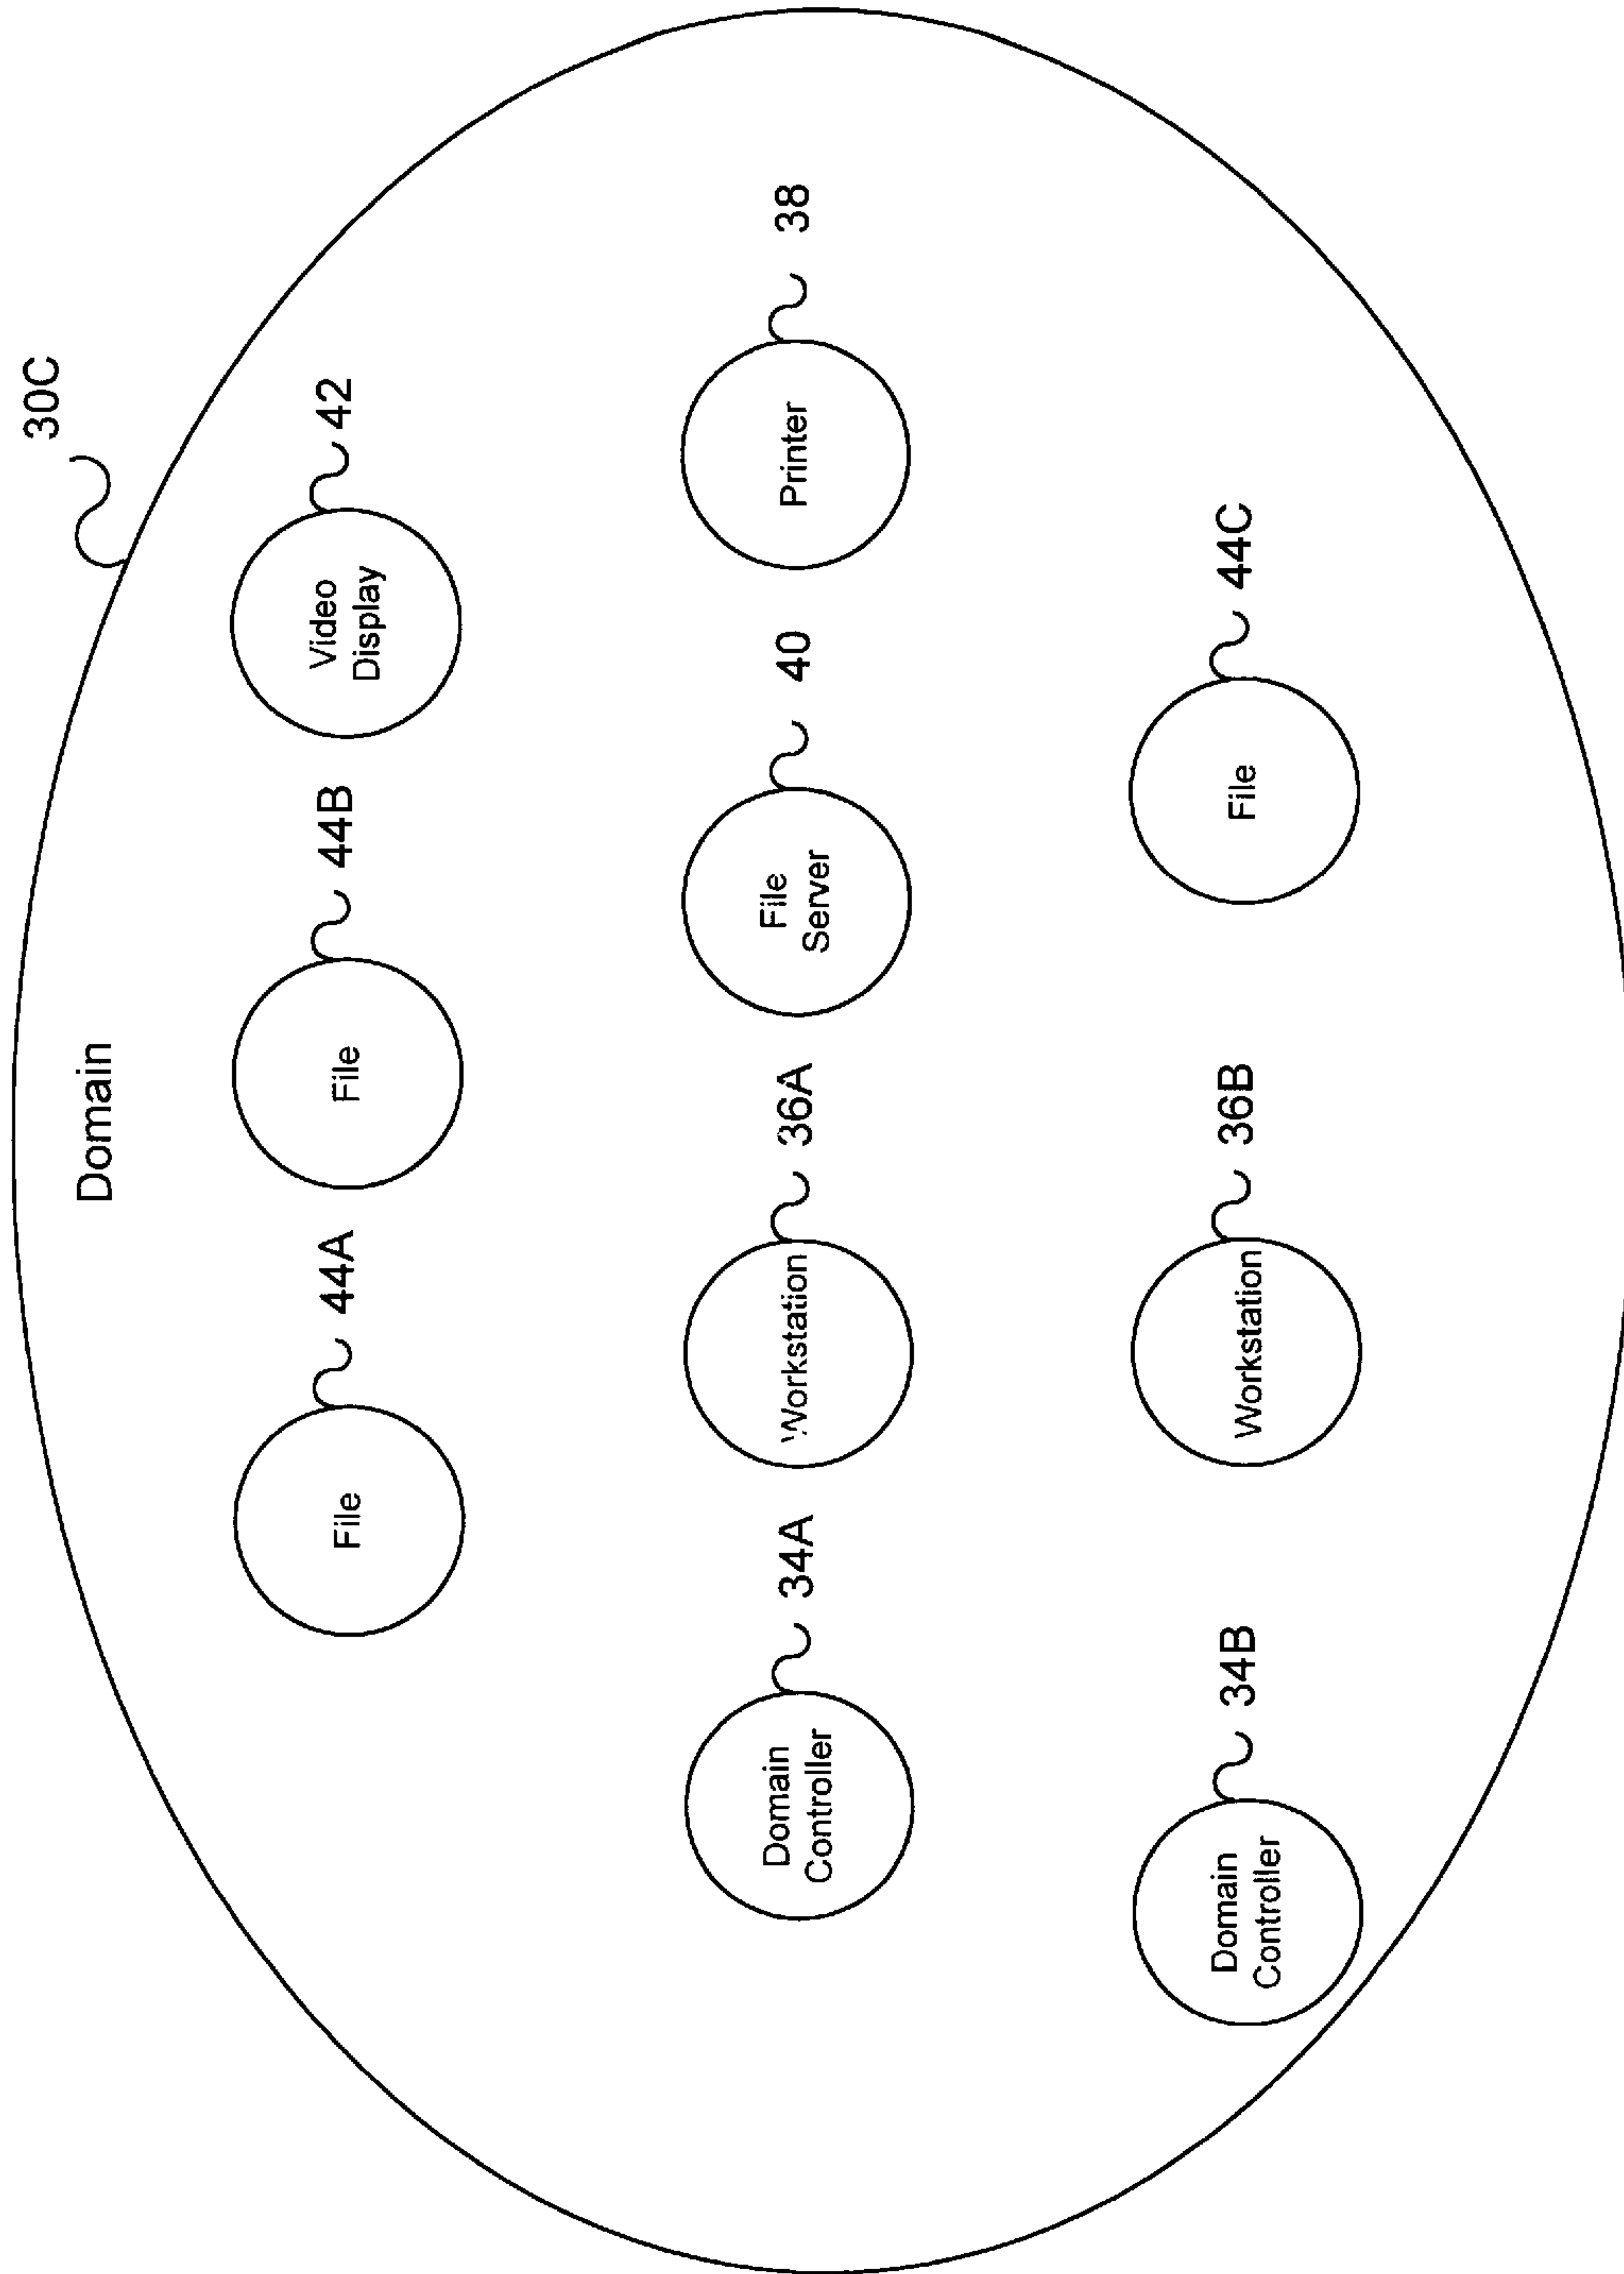 30C
Domain
File
44A
File
44B
Video
Display
42
Domain
Controller
34A
Workstation
36A
File
Server
40
Printer
38
Domain
Controller
34B
Workstation
36B
File
44C